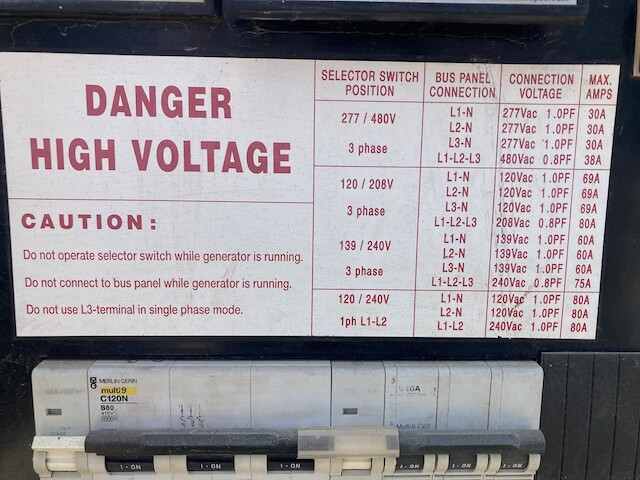 DANGER
HIGH VOLTAGE
CAUTION:
Do not operate selector switch while generator is running.
Do not connect to bus panel while generator is running.
Do not use L3-terminal in single phase mode.
SELECTOR SWITCH POSITION BUS PANEL CONNECTION CONNECTION VOLTAGE MAX. AMPS
277 / 480V
3 phase
L1-N 277Vac 1.0PF 30A
L2-N 277Vac 1.0PF 30A
L3-N 277Vac 1.0PF 30A
L1-L2-L3 480Vac 0.8PF 38A
120 / 208V
3 phase
L1-N 120Vac 1.0PF 69A
L2-N 120Vac 1.0PF 69A
L3-N 120Vac 1.0PF 69A
L1-L2-L3 208Vac 0.8PF 80A
139 / 240V
3 phase
L1-N 139Vac 1.0PF 60A
L2-N 139Vac 1.0PF 60A
L3-N 139Vac 1.0PF 60A
L1-L2-L3 240Vac 0.8PF 75A
120 / 240V
1ph L1-L2
L1-N 120Vac 1.0PF 80A
L2-N 120Vac 1.0PF 80A
L1-L2 240Vac 1.0PF 80A
MERLIN GERIN
multi9
C120N
B80
I-ON I-ON I-ON I-ON I-ON I-ON